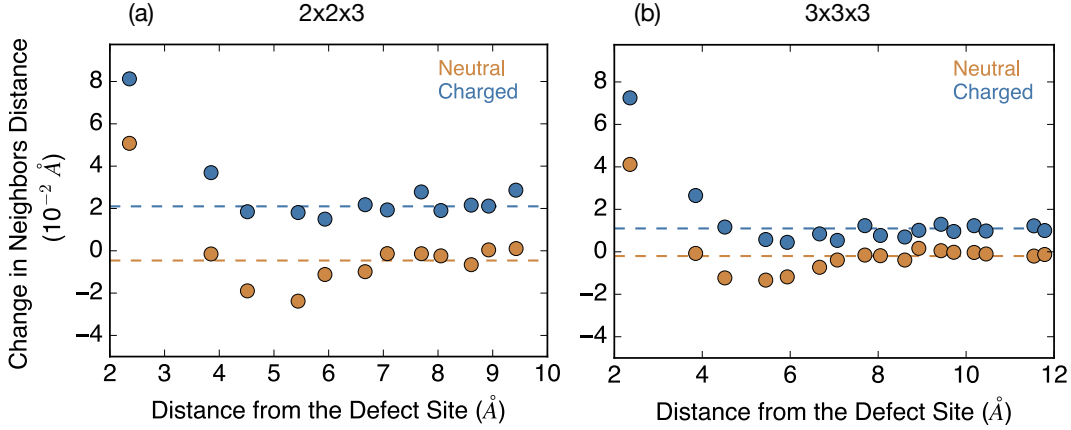 (a) 2x2x3
(b) 3x3x3
Change in Neighbors Distance
(10⁻² Å)
8
6
4
2
0
−2
−4
Neutral
Charged
2 3 4 5 6 7 8 9 10
Distance from the Defect Site (Å)
8
6
4
2
0
−2
−4
Neutral
Charged
2 4 6 8 10 12
Distance from the Defect Site (Å)